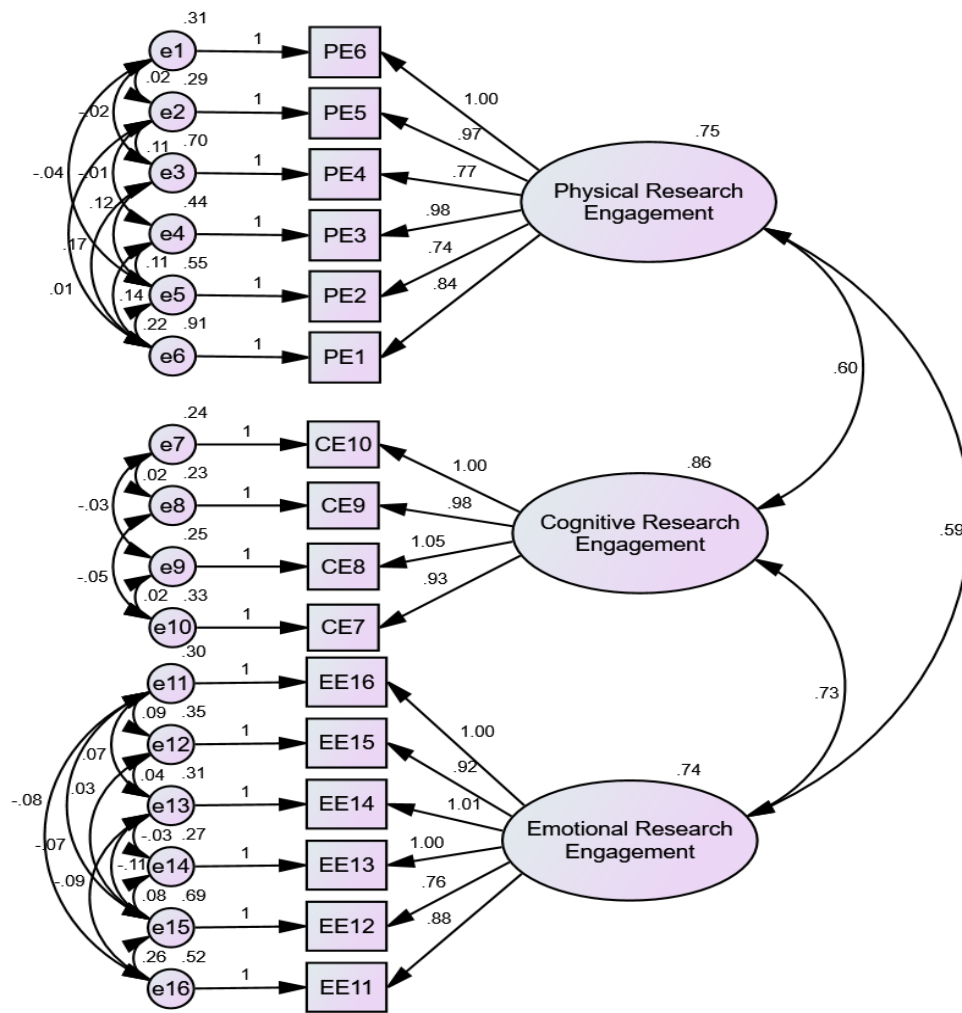 .31
e1
1
PE6
.02
.29
e2
1
PE5
-.02
.11
.70
e3
1
PE4
-.04
-.01
.12
.44
e4
1
PE3
.17
.11
.55
e5
1
PE2
.01
.14
.22
.91
e6
1
PE1
1.00
.97
.77
.98
.74
.84
.75
Physical Research
Engagement
.60
.59
.24
e7
1
CE10
.02
.23
e8
1
CE9
-.03
.25
e9
1
CE8
-.05
.02
.33
e10
1
CE7
1.00
.98
1.05
.93
.86
Cognitive Research
Engagement
.73
.30
e11
1
EE16
.09
.35
e12
1
EE15
.07
.04
.31
e13
1
EE14
-.08
.03
-.03
.27
e14
1
EE13
-.07
-.11
-.09
.08
.69
e15
1
EE12
.26
.52
e16
1
EE11
1.00
.92
1.01
1.00
.76
.88
.74
Emotional Research
Engagement